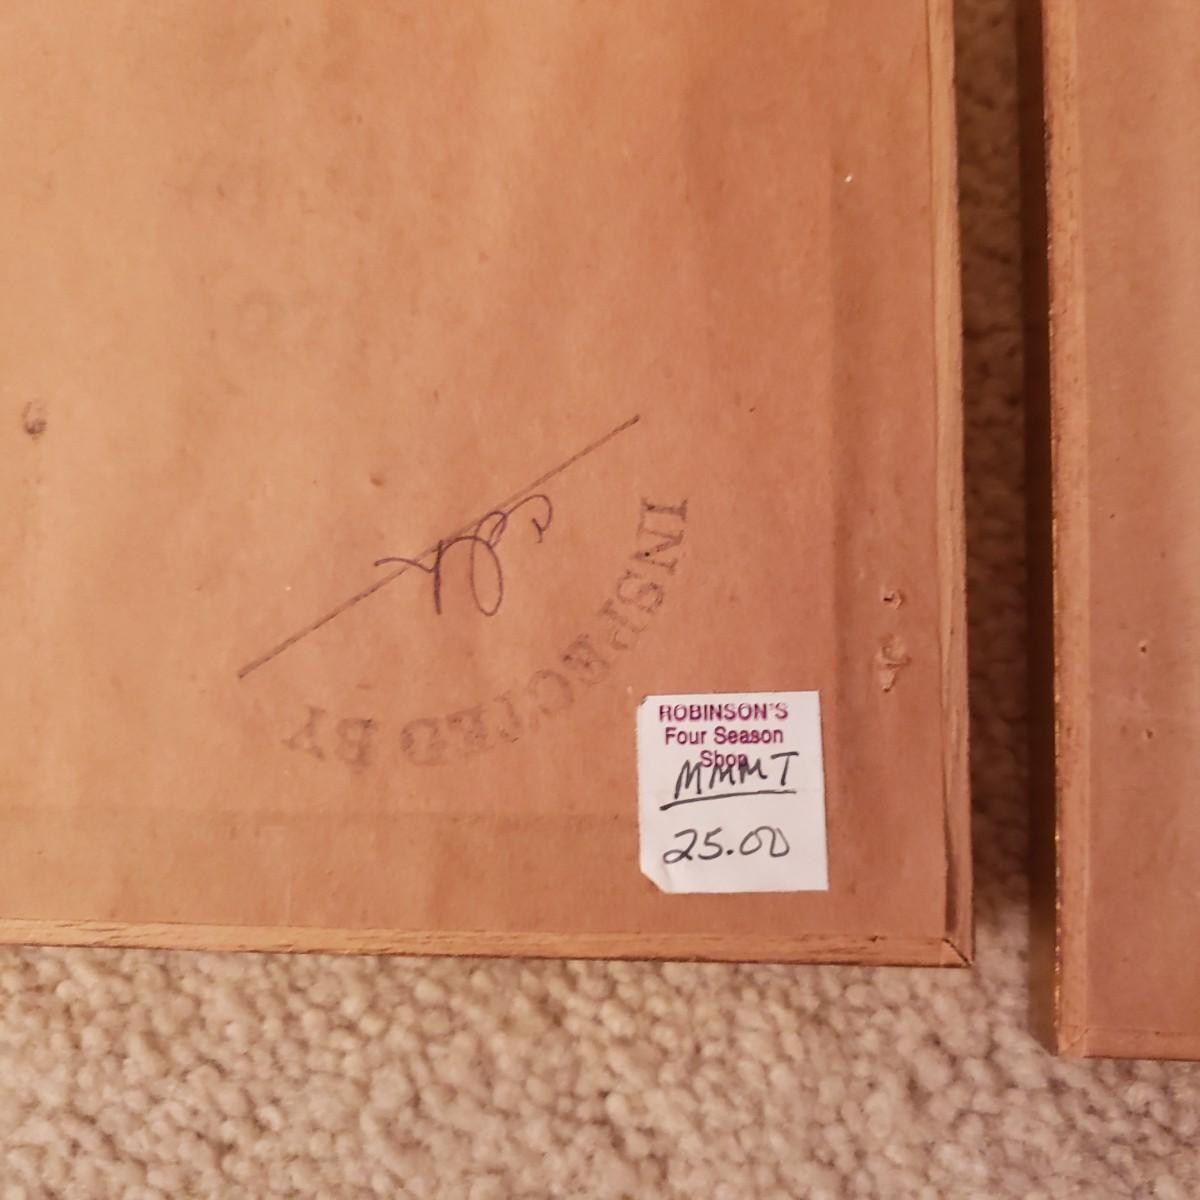 INSPECTED BY
ROBINSON'S
Four Season
Shop
MMMT
25.00